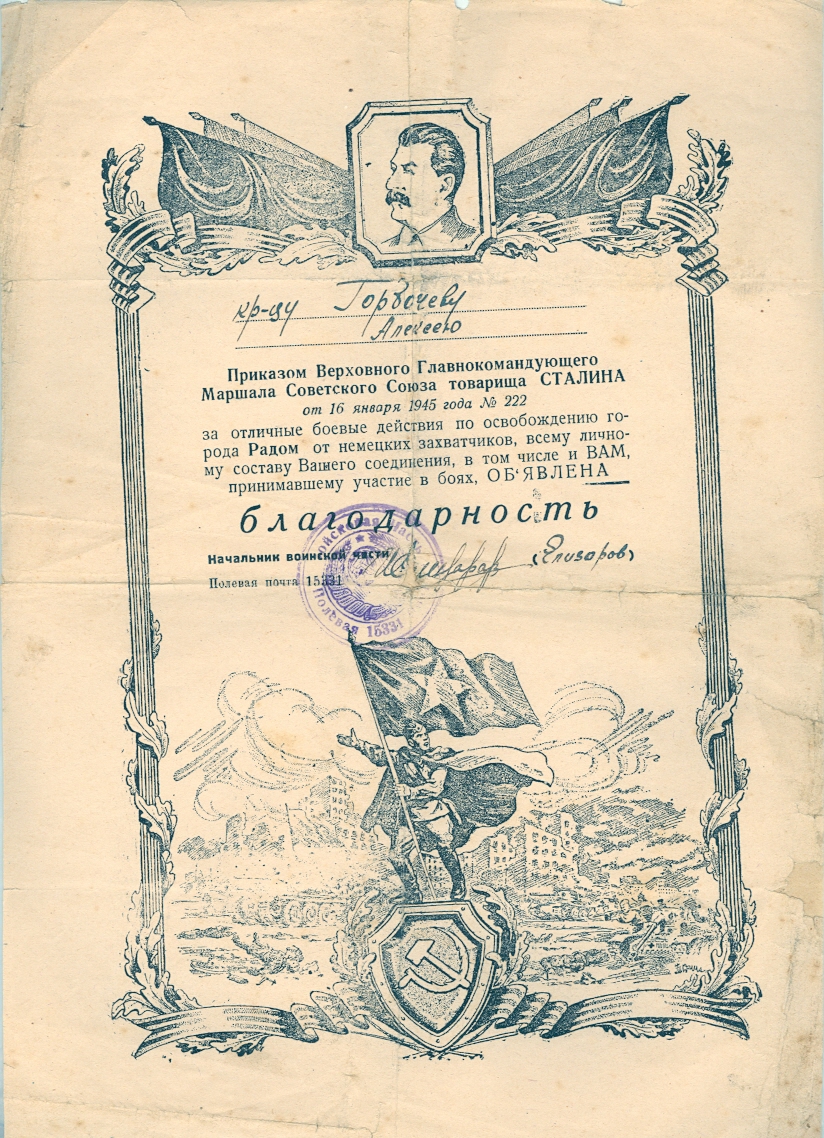 кр-цу Горбачеву
Алексею
Приказом Верховного Главнокомандующего
Маршала Советского Союза товарища СТАЛИНА
от 16 января 1945 года № 222
за отличные боевые действия по освобождению го-
рода Радом от немецких захватчиков, всему лично-
му составу Вашего соединения, в том числе и ВАМ,
принимавшему участие в боях, ОБ'ЯВЛЕНА
благодарность
Начальник воинской части (Елизаров)
Полевая почта 15331
Войсковая часть
Полевая 15331